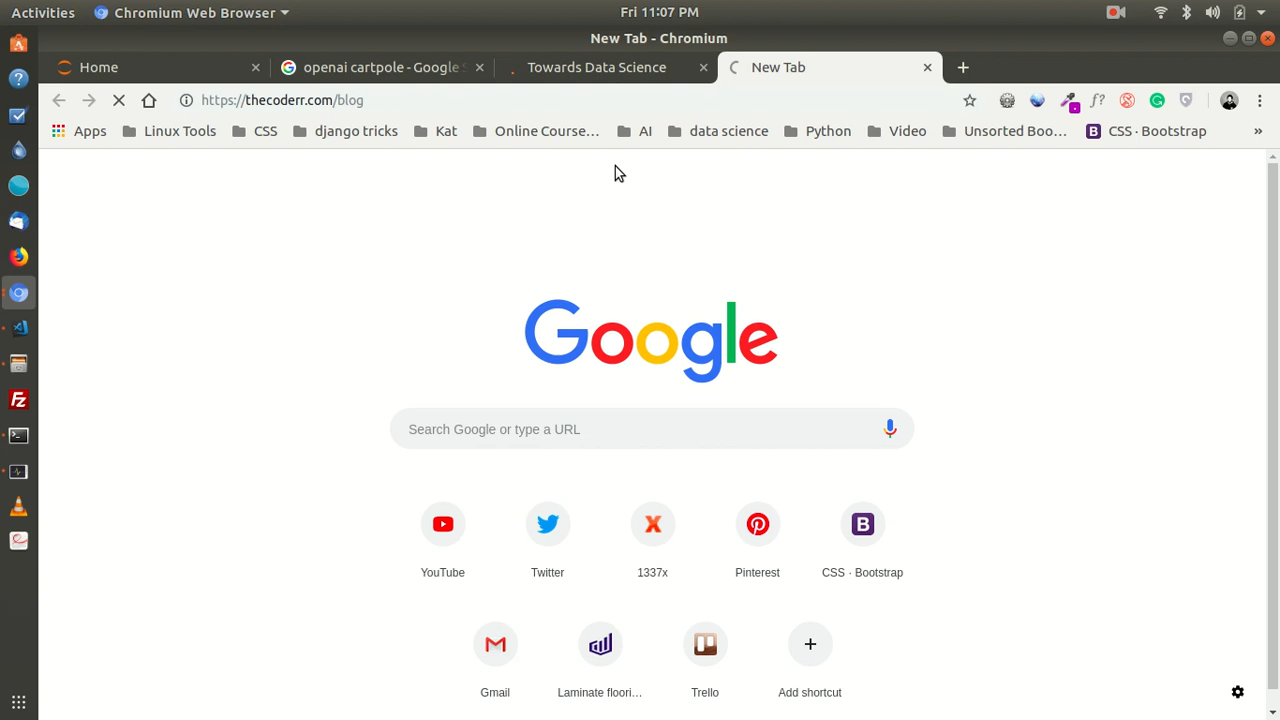 Activities Chromium Web Browser Fri 11:07 PM
New Tab - Chromium
Home openai cartpole - Google S Towards Data Science New Tab
https://thecoderr.com/blog f?
Apps Linux Tools CSS django tricks Kat Online Course... AI data science Python Video Unsorted Boo... B CSS · Bootstrap »
Google
Search Google or type a URL
X B
YouTube Twitter 1337x Pinterest CSS · Bootstrap
Gmail Laminate floori... Trello Add shortcut
Fz